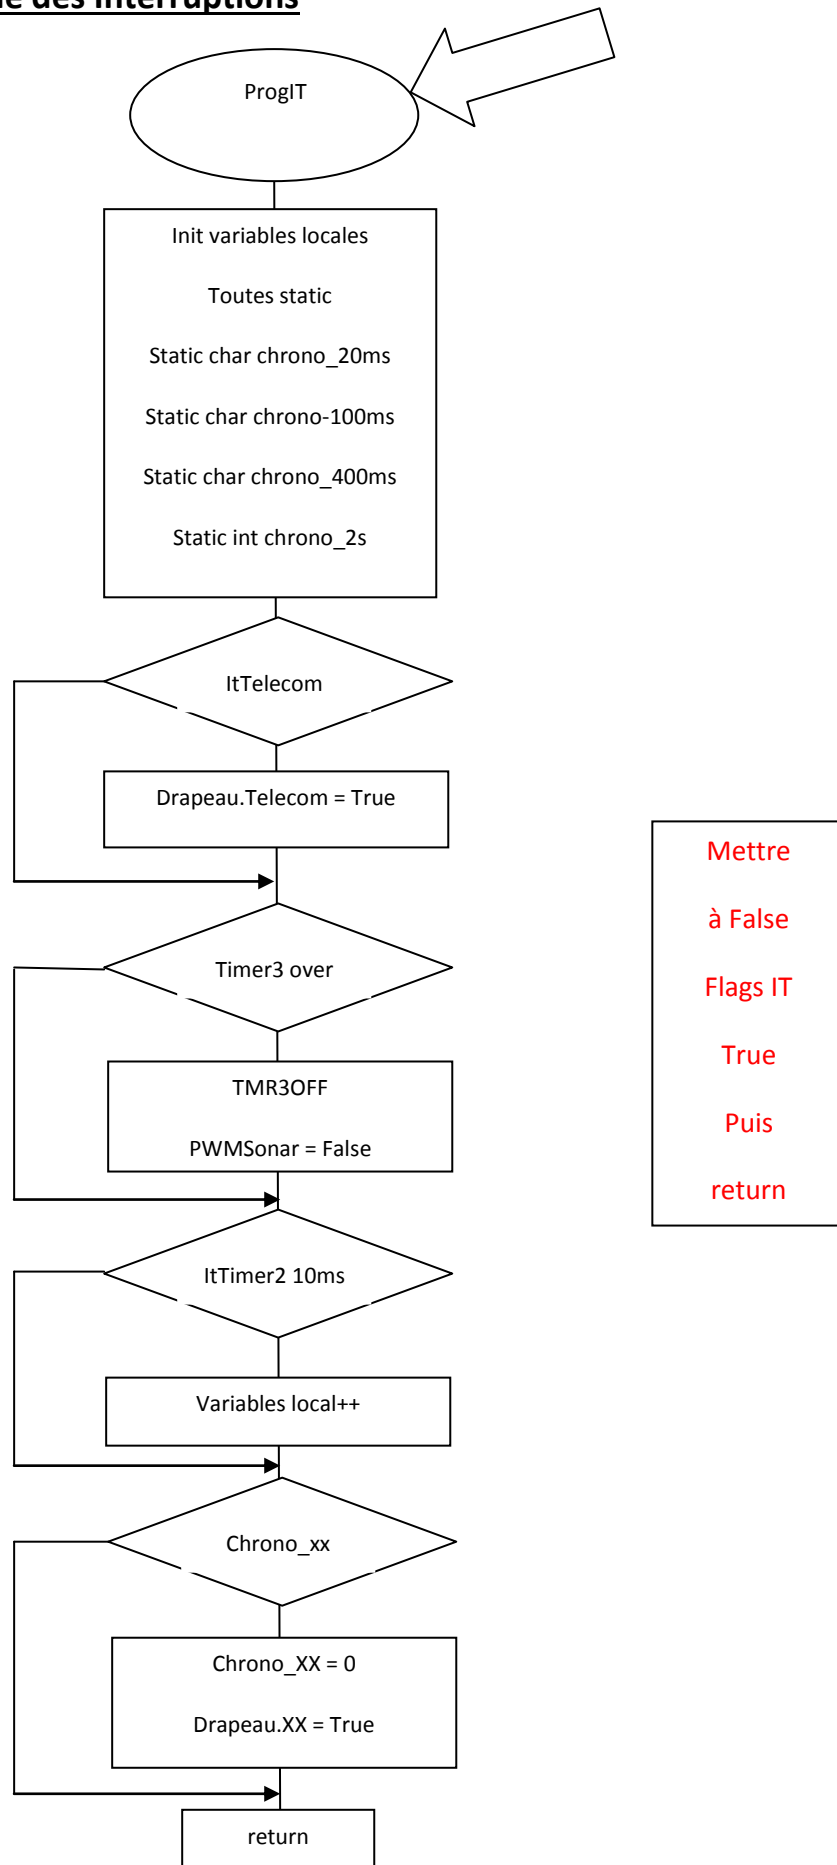 des Interruptions
ProgIT
Init variables locales
Toutes static
Static char chrono_20ms
Static char chrono-100ms
Static char chrono_400ms
Static int chrono_2s
ItTelecom
Drapeau.Telecom = True
Timer3 over
TMR3OFF
PWMSonar = False
ItTimer2 10ms
Variables local++
Chrono_xx
Chrono_XX = 0
Drapeau.XX = True
return
Mettre
à False
Flags IT
True
Puis
return